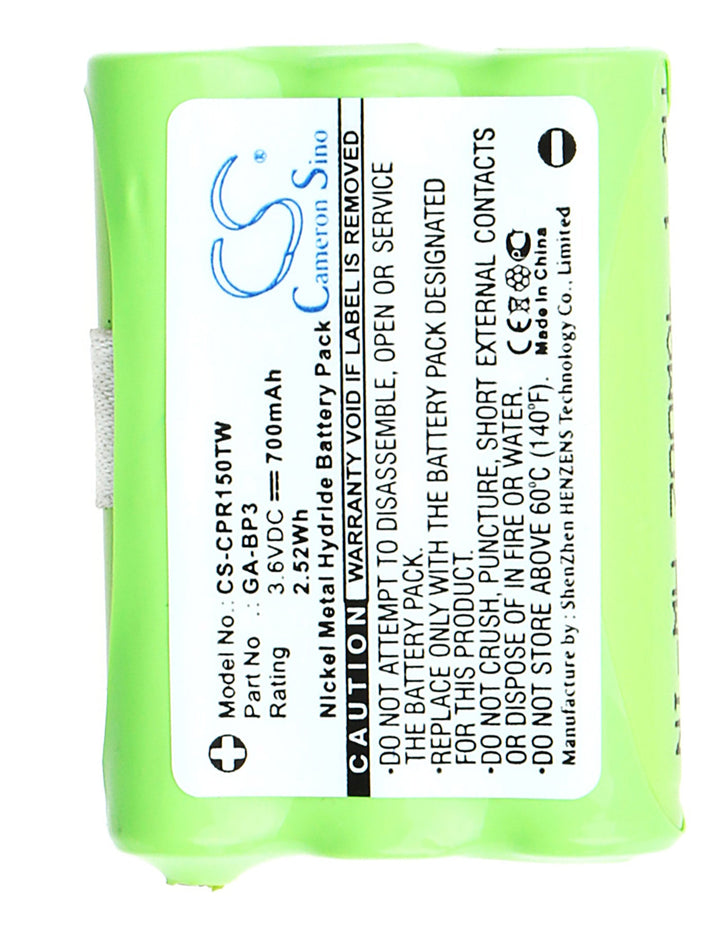 CS®
Cameron Sino
Model No.: CS-CPR150TW
Part No .: GA-BP3
Rating 3.6VDC 700mAh
2.52Wh
Nickel Metal Hydride Battery Pack
CAUTION WARRANTY VOID IF LABEL IS REMOVED
·DO NOT ATTEMPT TO DISASSEMBLE, OPEN OR SERVICE
THE BATTERY PACK.
·REPLACE ONLY WITH THE BATTERY PACK DESIGNATED
FOR THIS PRODUCT.
·DO NOT CRUSH, PUNCTURE, SHORT EXTERNAL CONTACTS
OR DISPOSE OF IN FIRE OR WATER.
·DO NOT STORE ABOVE 60°C (140°F).
CE
Made In China
Manufacture by: ShenZhen HENZENS Technology Co., Limited